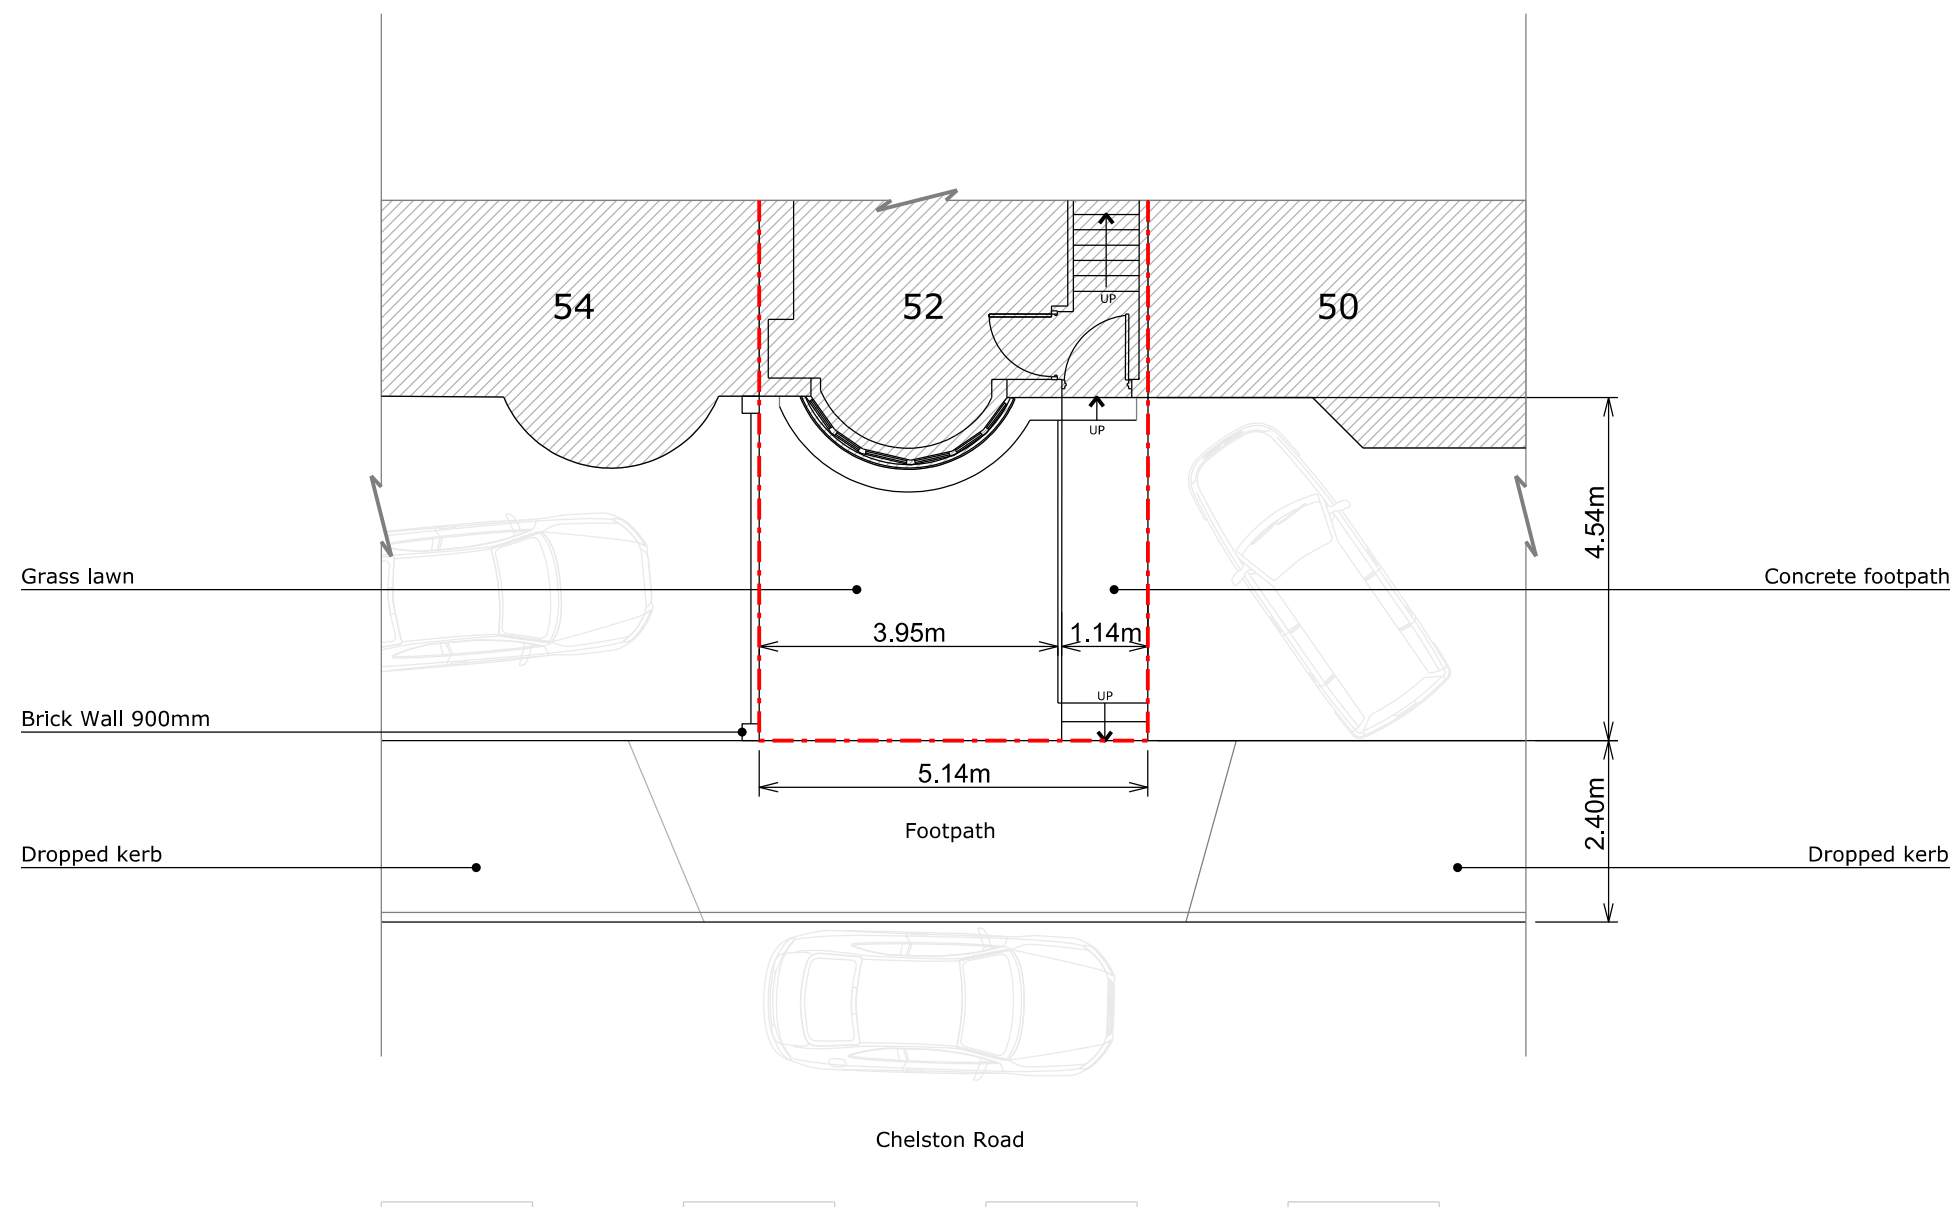 54
52
50
UP
UP
4.54m
Grass lawn
Concrete footpath
3.95m
1.14m
UP
Brick Wall 900mm
5.14m
2.40m
Footpath
Dropped kerb
Dropped kerb
Chelston Road